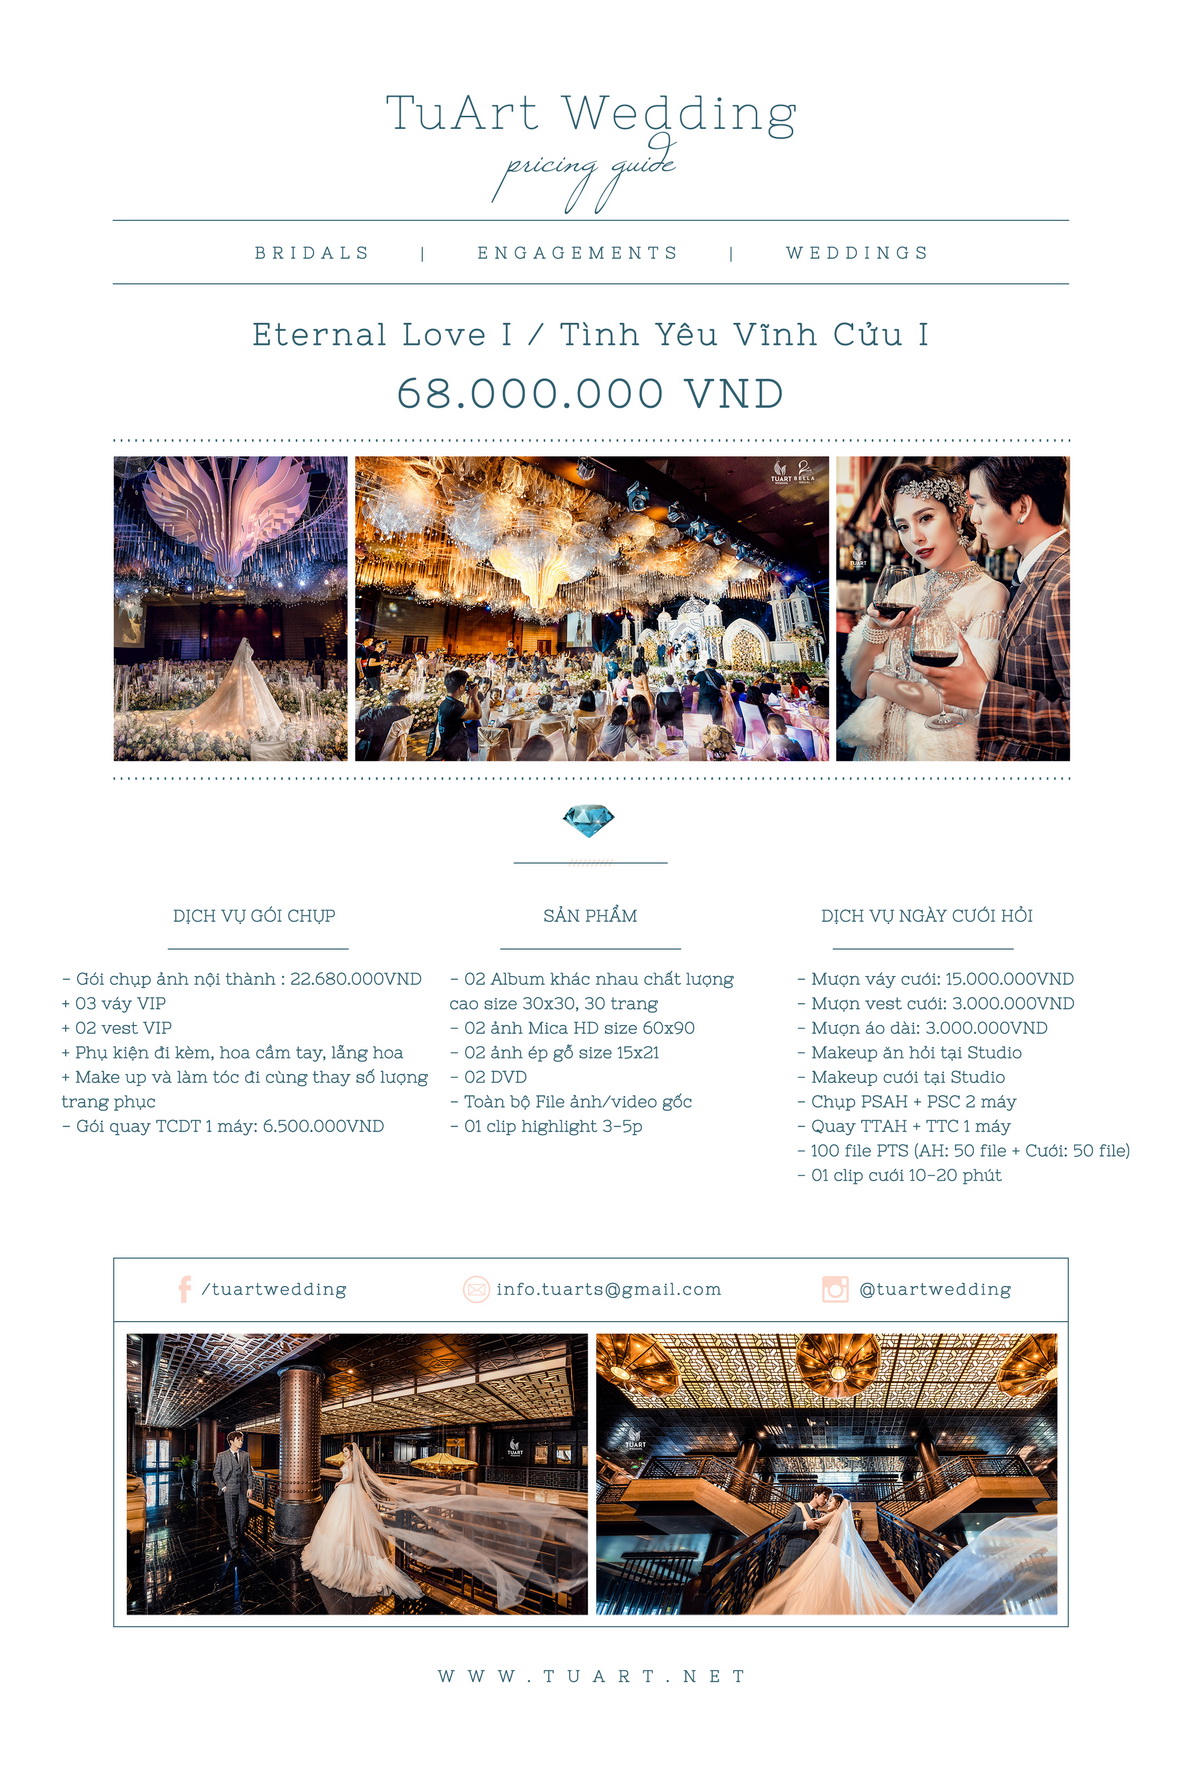 TuArt Wedding
pricing guide
BRIDALS | ENGAGEMENTS | WEDDINGS
Eternal Love I / Tình Yêu Vĩnh Cửu I
68.000.000 VND
TUART BELLA
TUART
DỊCH VỤ GÓI CHỤP
- Gói chụp ảnh nội thành : 22.680.000VND
+ 03 váy VIP
+ 02 vest VIP
+ Phụ kiện đi kèm, hoa cầm tay, lẵng hoa
+ Make up và làm tóc đi cùng thay số lượng
trang phục
- Gói quay TCDT 1 máy: 6.500.000VND
SẢN PHẨM
- 02 Album khác nhau chất lượng
cao size 30x30, 30 trang
- 02 ảnh Mica HD size 60x90
- 02 ảnh ép gỗ size 15x21
- 02 DVD
- Toàn bộ File ảnh/video gốc
- 01 clip highlight 3-5p
DỊCH VỤ NGÀY CƯỚI HỎI
- Mượn váy cưới: 15.000.000VND
- Mượn vest cưới: 3.000.000VND
- Mượn áo dài: 3.000.000VND
- Makeup ăn hỏi tại Studio
- Makeup cưới tại Studio
- Chụp PSAH + PSC 2 máy
- Quay TTAH + TTC 1 máy
- 100 file PTS (AH: 50 file + Cưới: 50 file)
- 01 clip cưới 10-20 phút
/tuartwedding
info.tuarts@gmail.com
@tuartwedding
TUART
TUART
WWW.TUART.NET